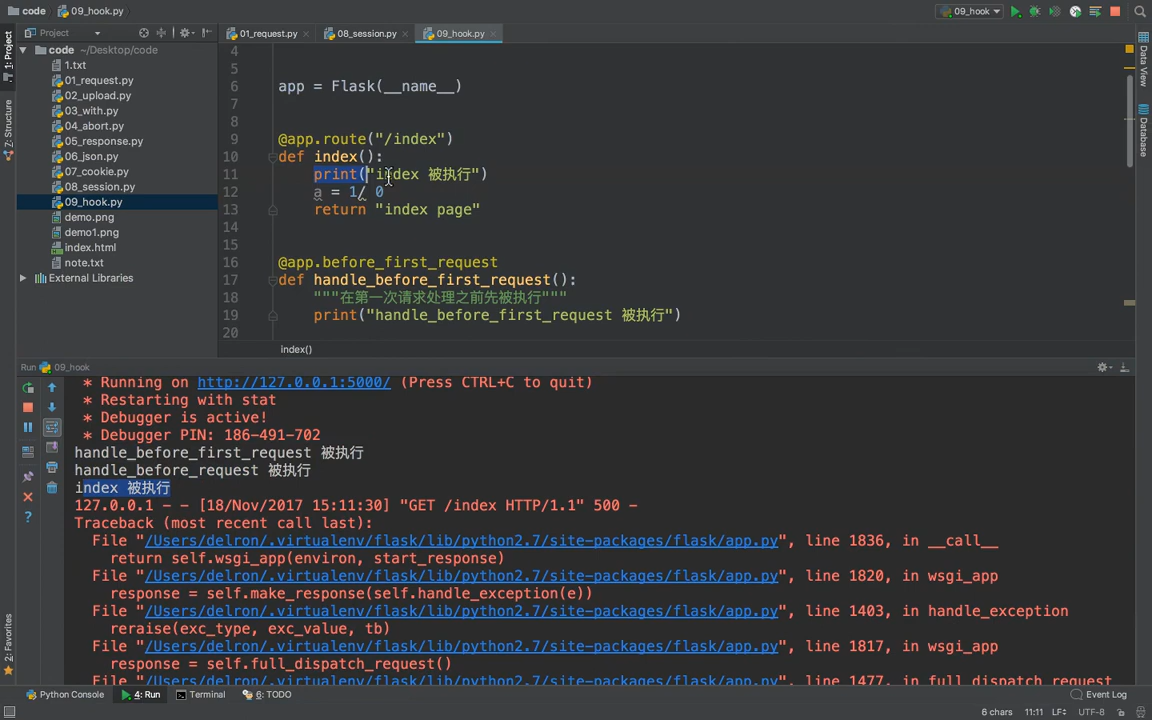 code 09_hook.py
09_hook
Project
01_request.py
08_session.py
09_hook.py
1: Project
Z: Structure
2: Favorites
Data View
Database
code ~/Desktop/code
1.txt
01_request.py
02_upload.py
03_with.py
04_abort.py
05_response.py
06_json.py
07_cookie.py
08_session.py
09_hook.py
demo.png
demo1.png
index.html
note.txt
External Libraries
4
5
6 app = Flask(__name__)
7
8
9 @app.route("/index")
10 def index():
11 print("index 被执行")
12 a = 1/ 0
13 return "index page"
14
15
16 @app.before_first_request
17 def handle_before_first_request():
18 """在第一次请求处理之前先被执行"""
19 print("handle_before_first_request 被执行")
20
index()
Run 09_hook
* Running on http://127.0.0.1:5000/ (Press CTRL+C to quit)
* Restarting with stat
* Debugger is active!
* Debugger PIN: 186-491-702
handle_before_first_request 被执行
handle_before_request 被执行
index 被执行
127.0.0.1 - - [18/Nov/2017 15:11:30] "GET /index HTTP/1.1" 500 -
Traceback (most recent call last):
File "/Users/delron/.virtualenv/flask/lib/python2.7/site-packages/flask/app.py", line 1836, in __call__
return self.wsgi_app(environ, start_response)
File "/Users/delron/.virtualenv/flask/lib/python2.7/site-packages/flask/app.py", line 1820, in wsgi_app
response = self.make_response(self.handle_exception(e))
File "/Users/delron/.virtualenv/flask/lib/python2.7/site-packages/flask/app.py", line 1403, in handle_exception
reraise(exc_type, exc_value, tb)
File "/Users/delron/.virtualenv/flask/lib/python2.7/site-packages/flask/app.py", line 1817, in wsgi_app
response = self.full_dispatch_request()
File "/Users/delron/.virtualenv/flask/lib/python2.7/site-packages/flask/app.py", line 1477, in full_dispatch_request
Python Console
4: Run
Terminal
6: TODO
Event Log
6 chars 11:11 LF÷ UTF-8